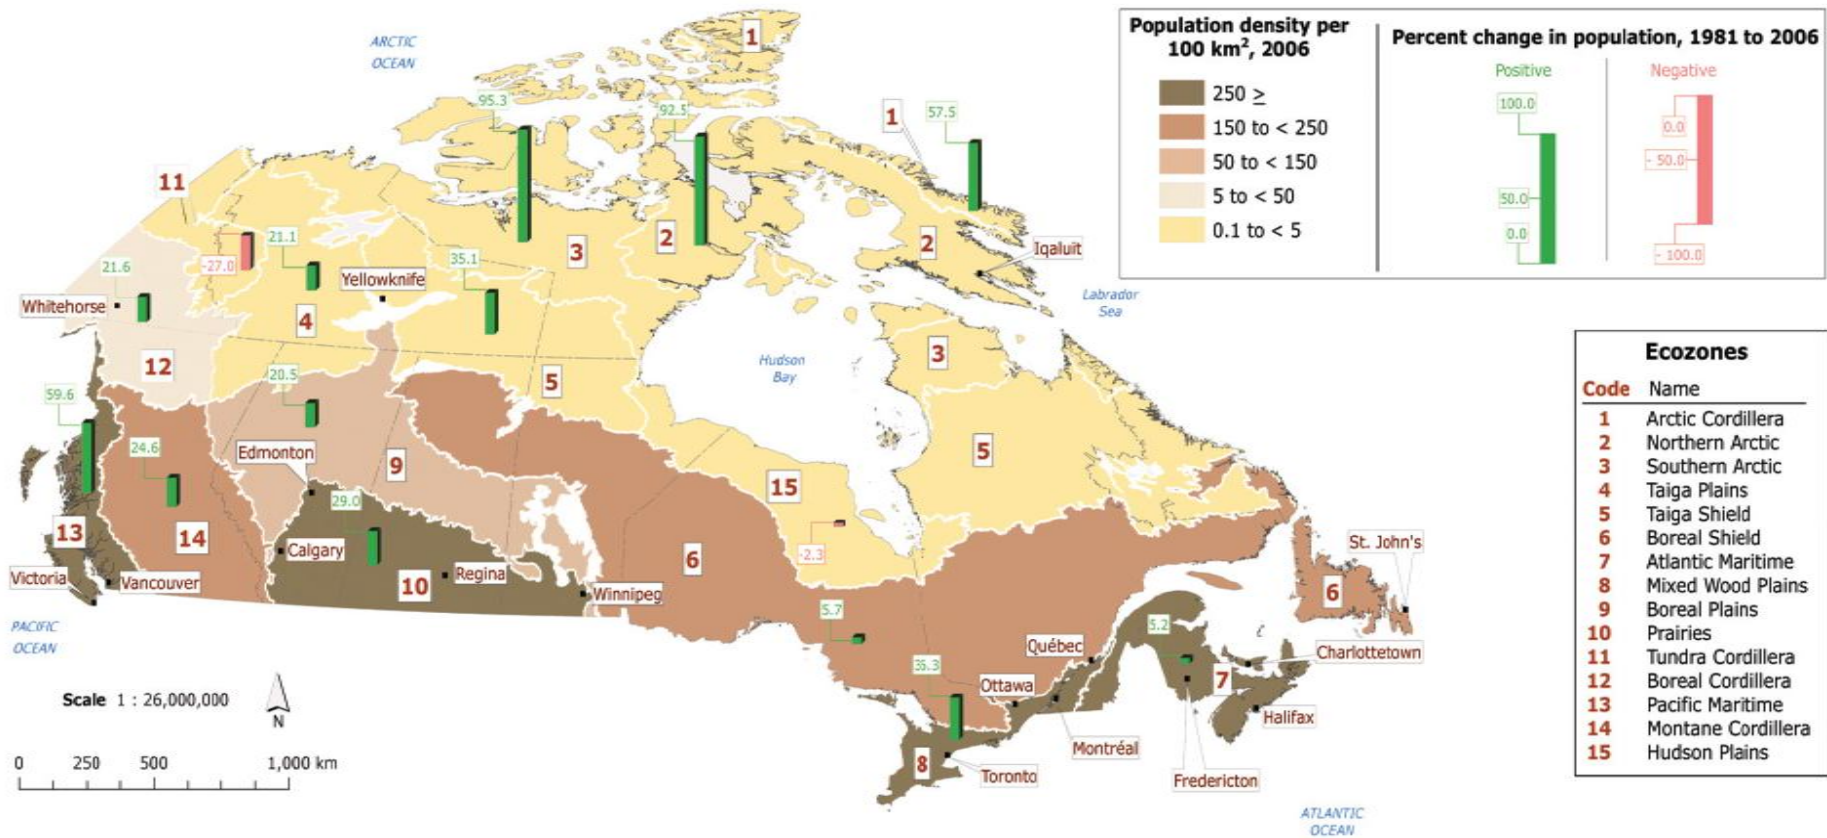 Population density per
100 km², 2006
250 ≥
150 to < 250
50 to < 150
5 to < 50
0.1 to < 5
Percent change in population, 1981 to 2006
Positive
100.0
50.0
0.0
Negative
0.0
- 50.0
- 100.0
ARCTIC
OCEAN
1
95.3
92.5
1
57.5
11
2
3
2
Iqaluit
Labrador
Sea
-27.0
21.1
35.1
21.6
Yellowknife
Whitehorse
4
12
3
Hudson
Bay
5
20.5
59.6
24.6
Edmonton
9
5
15
29.0
13
14
Calgary
6
-2.3
St. John's
Victoria
Vancouver
10
Regina
Winnipeg
6
PACIFIC
OCEAN
5.7
5.2
Québec
Charlottetown
36.3
Ottawa
7
Halifax
Montréal
8
Toronto
Fredericton
ATLANTIC
OCEAN
Scale 1 : 26,000,000
N
0 250 500 1,000 km
Ecozones
Code Name
1 Arctic Cordillera
2 Northern Arctic
3 Southern Arctic
4 Taiga Plains
5 Taiga Shield
6 Boreal Shield
7 Atlantic Maritime
8 Mixed Wood Plains
9 Boreal Plains
10 Prairies
11 Tundra Cordillera
12 Boreal Cordillera
13 Pacific Maritime
14 Montane Cordillera
15 Hudson Plains